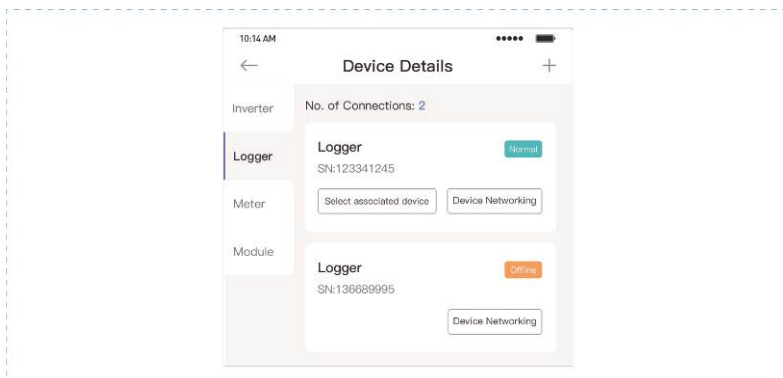 10:14 AM
Device Details
Inverter
Logger
Meter
Module
No. of Connections: 2
Logger
Normal
SN:123341245
Select associated device
Device Networking
Logger
Offline
SN:136689995
Device Networking